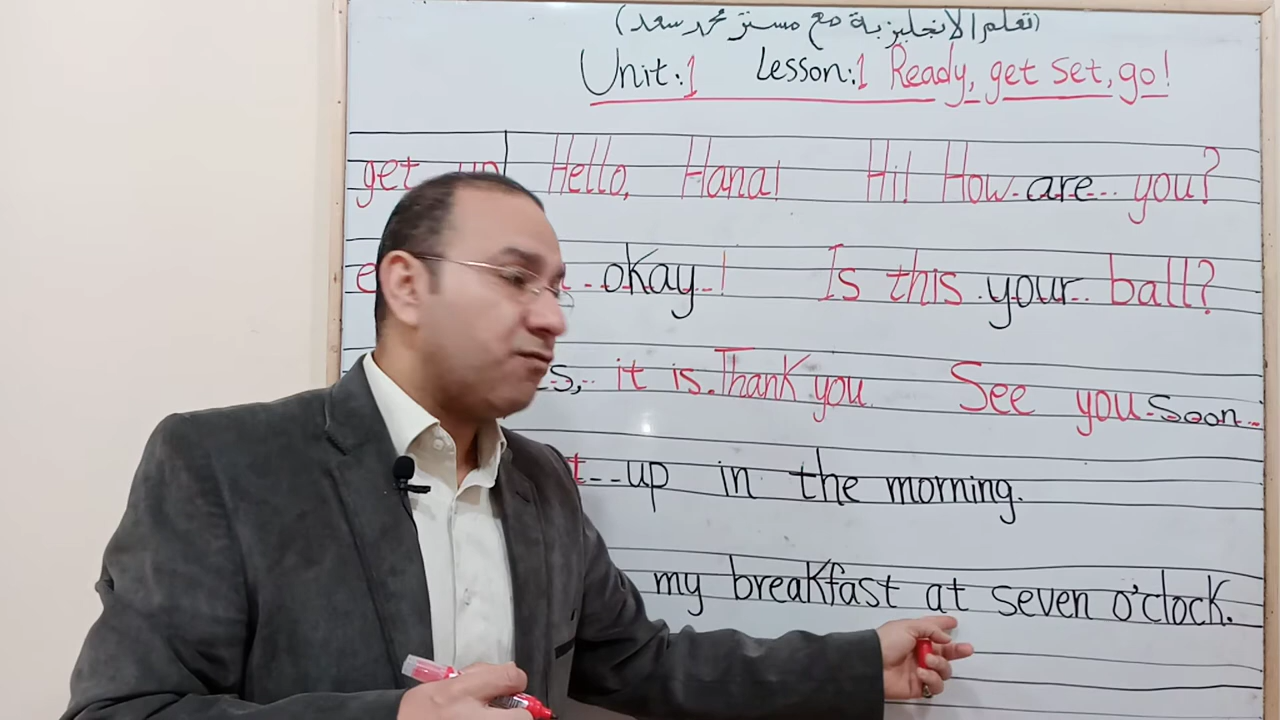 (تعلم الانجليزية مع مستر محمد سعد)
Unit:1 Lesson:1 Ready, get set, go!
get up Hello, Hana! Hi! How are you?
okay! Is this your ball?
it is. Thank you See you Soon
up in the morning.
my breakfast at seven o'clock.